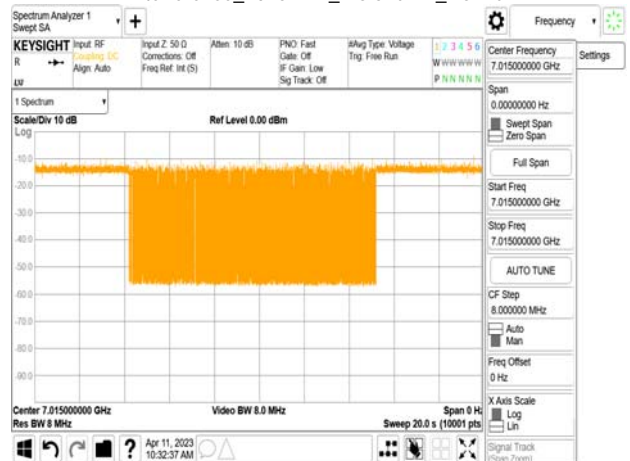 Spectrum Analyzer 1
Swept SA
+
Frequency
KEYSIGHT
R
Input: RF
Coupling: DC
Align: Auto
Input Z: 50 Ω
Corrections: Off
Freq Ref: Int (S)
Atten: 10 dB
PNO: Fast
Gate: Off
IF Gain: Low
Sig Track: Off
#Avg Type: Voltage
Trig: Free Run
1 2 3 4 5 6
W W W W W W
P N N N N N
Center Frequency
7.015000000 GHz
Settings
Span
0.00000000 Hz
Swept Span
Zero Span
Full Span
Start Freq
7.015000000 GHz
Stop Freq
7.015000000 GHz
AUTO TUNE
CF Step
8.000000 MHz
Auto
Man
Freq Offset
0 Hz
X Axis Scale
Log
Lin
Signal Track
(Span Zoom)
1 Spectrum
Scale/Div 10 dB
Ref Level 0.00 dBm
Log
-10.0
-20.0
-30.0
-40.0
-50.0
-60.0
-70.0
-80.0
-90.0
Center 7.015000000 GHz
Video BW 8.0 MHz
Span 0 Hz
Res BW 8 MHz
Sweep 20.0 s (10001 pts
?
Apr 11, 2023
10:32:37 AM